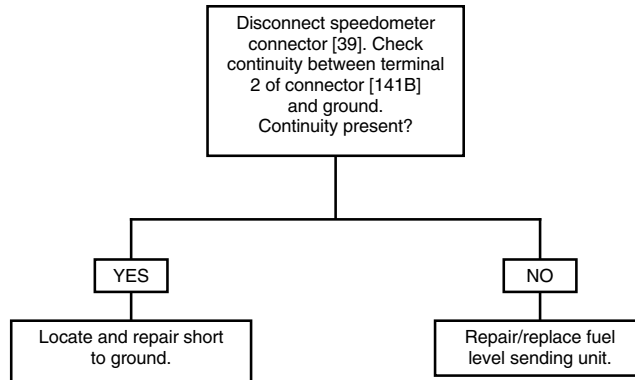 Disconnect speedometer
connector [39]. Check
continuity between terminal
2 of connector [141B]
and ground.
Continuity present?
YES
NO
Locate and repair short
to ground.
Repair/replace fuel
level sending unit.